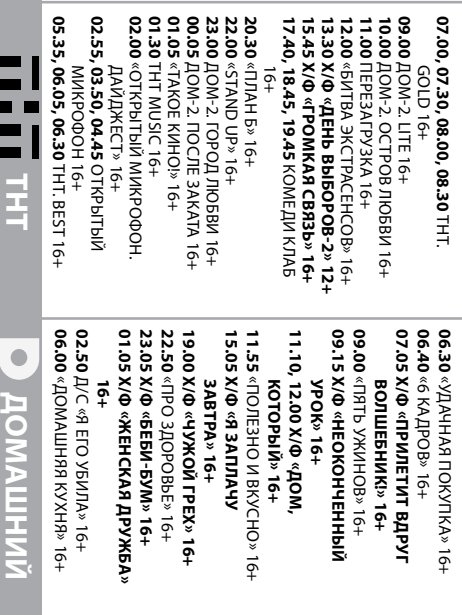 ТНТ
07.00, 07.30, 08.00, 08.30 ТНТ.
GOLD 16+
09.00 ДОМ-2. LITE 16+
10.00 ДОМ-2. ОСТРОВ ЛЮБВИ 16+
11.00 ПЕРЕЗАГРУЗКА 16+
12.00 «БИТВА ЭКСТРАСЕНСОВ» 16+
13.30 Х/Ф «ДЕНЬ ВЫБОРОВ-2» 12+
15.45 Х/Ф «ГРОМКАЯ СВЯЗЬ» 16+
17.40, 18.45, 19.45 КОМЕДИ КЛАБ
16+
20.30 «ПЛАН Б» 16+
22.00 «STAND UP» 16+
23.00 ДОМ-2. ГОРОД ЛЮБВИ 16+
00.05 ДОМ-2. ПОСЛЕ ЗАКАТА 16+
01.05 «ТАКОЕ КИНО!» 16+
01.30 ТНТ MUSIC 16+
02.00 «ОТКРЫТЫЙ МИКРОФОН.
ДАЙДЖЕСТ» 16+
02.55, 03.50, 04.45 ОТКРЫТЫЙ
МИКРОФОН 16+
05.35, 06.05, 06.30 ТНТ. BEST 16+
ДОМАШНИЙ
06.30 «УДАЧНАЯ ПОКУПКА» 16+
06.40 «6 КАДРОВ» 16+
07.05 Х/Ф «ПРИЛЕТИТ ВДРУГ
ВОЛШЕБНИК!» 16+
09.00 «ПЯТЬ УЖИНОВ» 16+
09.15 Х/Ф «НЕОКОНЧЕННЫЙ
УРОК» 16+
11.10, 12.00 Х/Ф «ДОМ,
КОТОРЫЙ» 16+
11.55 «ПОЛЕЗНО И ВКУСНО» 16+
15.05 Х/Ф «Я ЗАПЛАЧУ
ЗАВТРА» 16+
19.00 Х/Ф «ЧУЖОЙ ГРЕХ» 16+
22.50 «ПРО ЗДОРОВЬЕ» 16+
23.05 Х/Ф «БЕБИ-БУМ» 16+
01.05 Х/Ф «ЖЕНСКАЯ ДРУЖБА»
16+
02.50 Д/С «Я ЕГО УБИЛА» 16+
06.00 «ДОМАШНЯЯ КУХНЯ» 16+